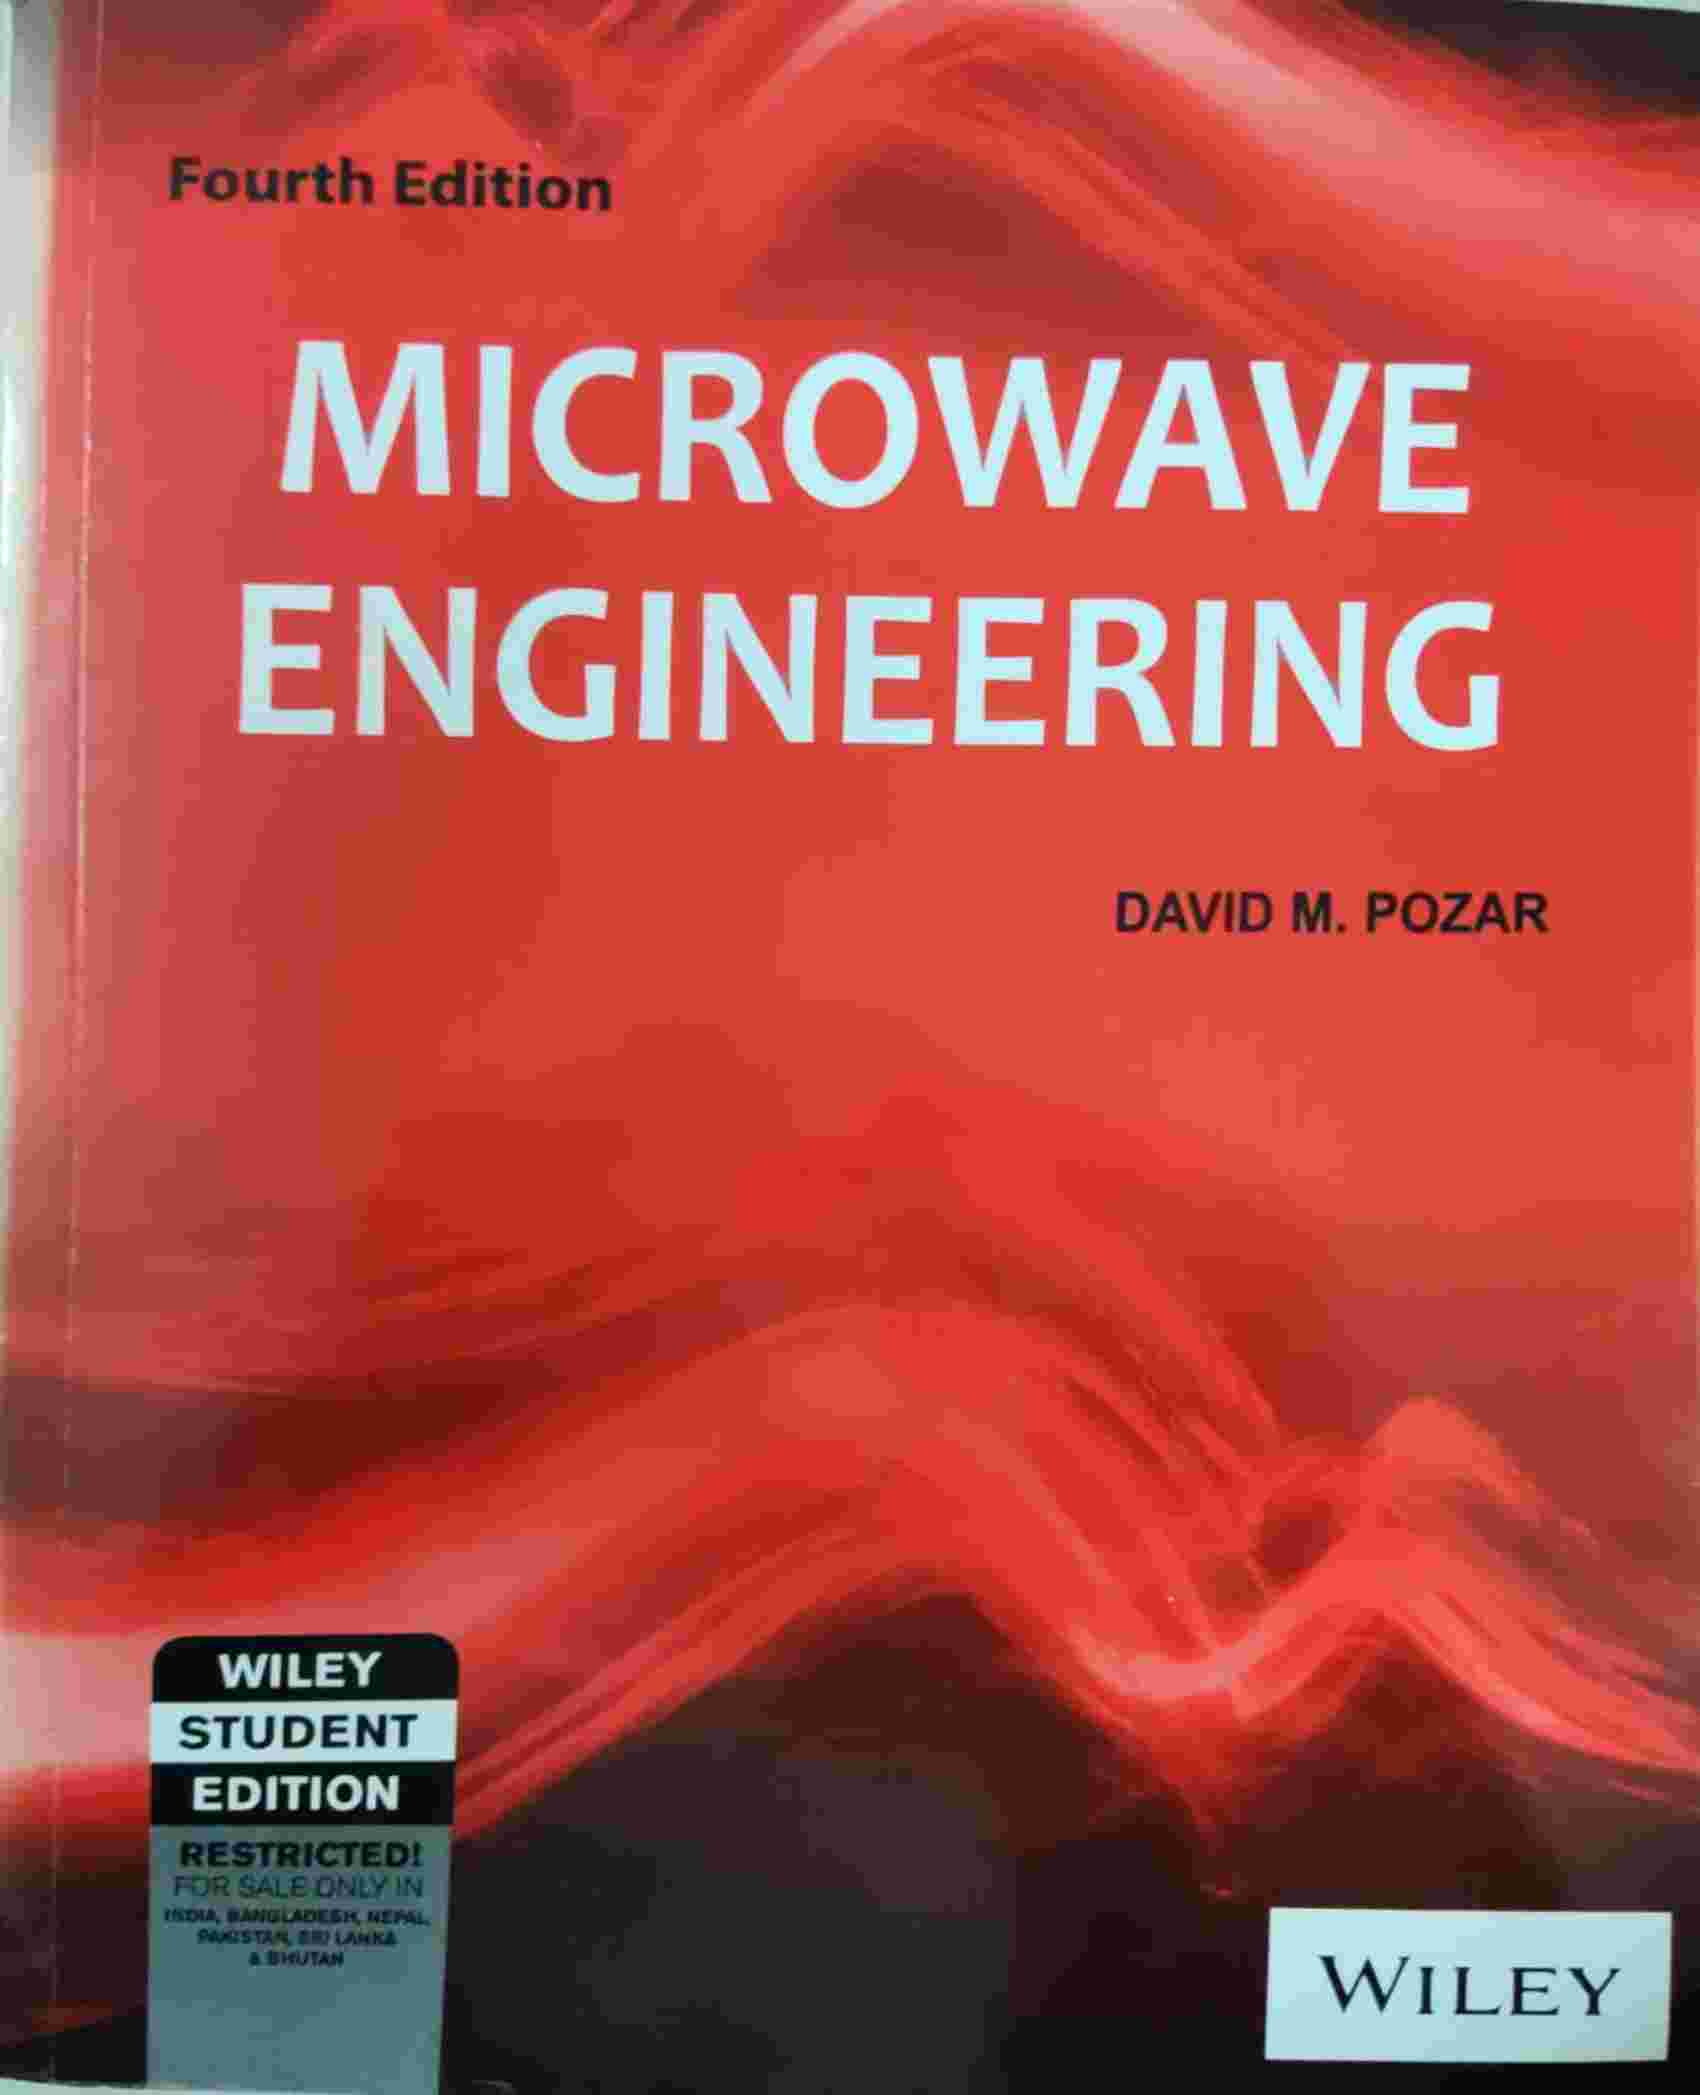 Fourth Edition
MICROWAVE
ENGINEERING
DAVID M. POZAR
WILEY
STUDENT
EDITION
RESTRICTED!
FOR SALE ONLY IN
INDIA, BANGLADESH, NEPAL,
PAKISTAN, SRI LANKA
& BHUTAN
WILEY